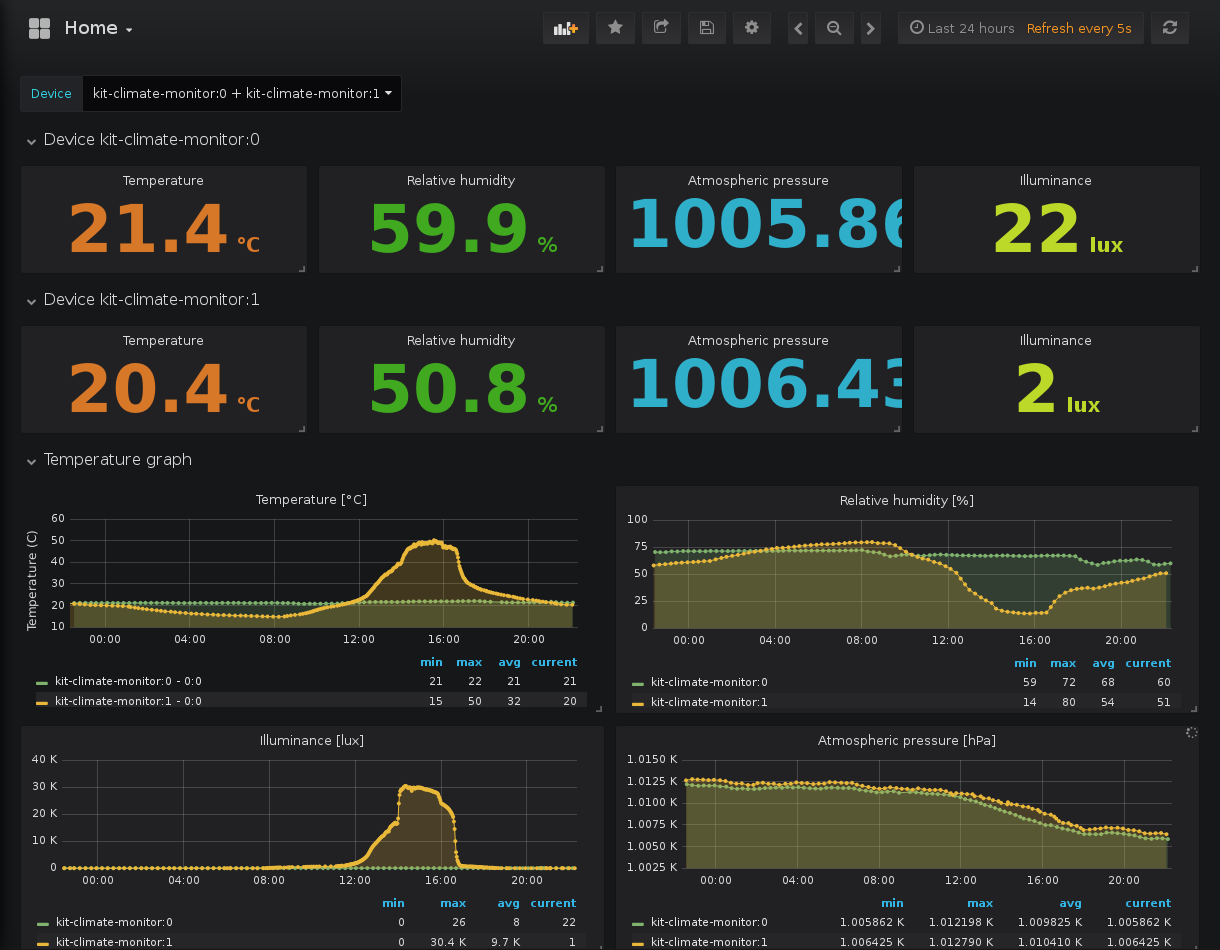 Home
Last 24 hours Refresh every 5s
Device kit-climate-monitor:0 + kit-climate-monitor:1
Device kit-climate-monitor:0
Temperature Relative humidity Atmospheric pressure Illuminance
21.4 °C 59.9 % 1005.86 22 lux
Device kit-climate-monitor:1
Temperature Relative humidity Atmospheric pressure Illuminance
20.4 °C 50.8 % 1006.43 2 lux
Temperature graph
Temperature [°C]
Temperature (C)
60
50
40
30
20
10
00:00 04:00 08:00 12:00 16:00 20:00
min max avg current
kit-climate-monitor:0 - 0:0 21 22 21 21
kit-climate-monitor:1 - 0:0 15 50 32 20
Relative humidity [%]
100
75
50
25
0
00:00 04:00 08:00 12:00 16:00 20:00
min max avg current
kit-climate-monitor:0 59 72 68 60
kit-climate-monitor:1 14 80 54 51
Illuminance [lux]
40 K
30 K
20 K
10 K
0
00:00 04:00 08:00 12:00 16:00 20:00
min max avg current
kit-climate-monitor:0 0 26 8 22
kit-climate-monitor:1 0 30.4 K 9.7 K 1
Atmospheric pressure [hPa]
1.0150 K
1.0125 K
1.0100 K
1.0075 K
1.0050 K
1.0025 K
00:00 04:00 08:00 12:00 16:00 20:00
min max avg current
kit-climate-monitor:0 1.005862 K 1.012198 K 1.009825 K 1.005862 K
kit-climate-monitor:1 1.006425 K 1.012790 K 1.010410 K 1.006425 K